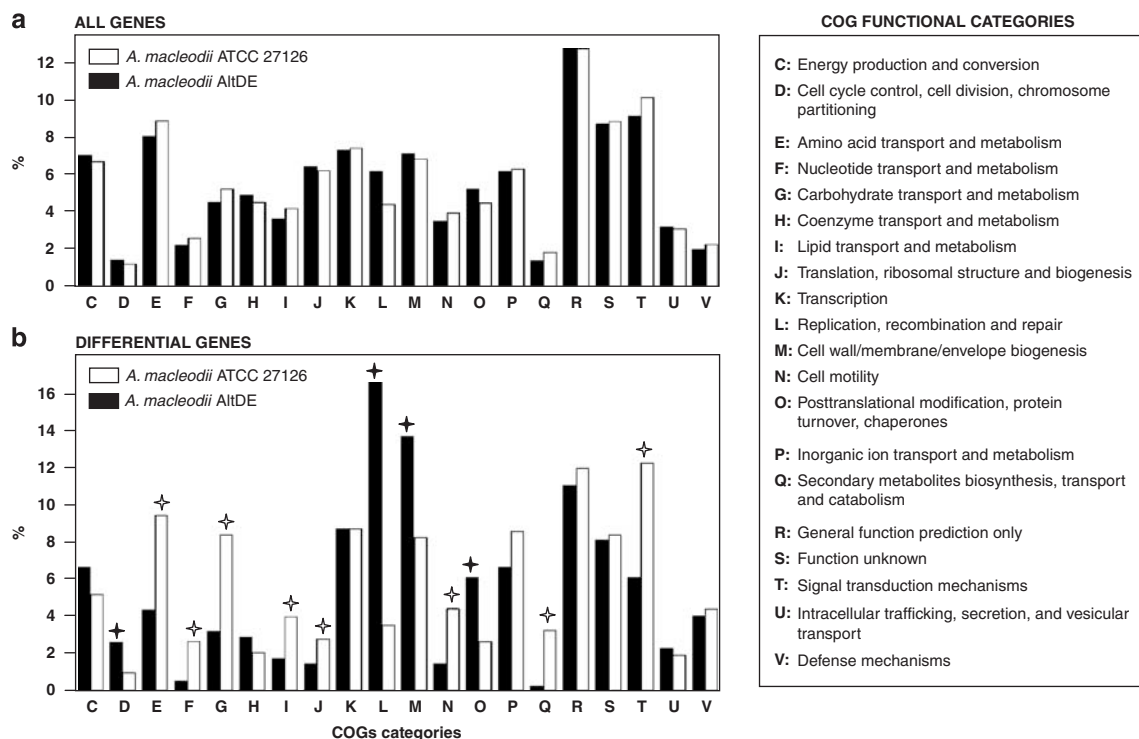 a
ALL GENES
A. macleodii ATCC 27126
A. macleodii AltDE
12
10
8
6
4
2
0
%
C D E F G H I J K L M N O P Q R S T U V
b
DIFFERENTIAL GENES
A. macleodii ATCC 27126
A. macleodii AltDE
16
14
12
10
8
6
4
2
0
%
C D E F G H I J K L M N O P Q R S T U V
COGs categories
COG FUNCTIONAL CATEGORIES
C: Energy production and conversion
D: Cell cycle control, cell division, chromosome
partitioning
E: Amino acid transport and metabolism
F: Nucleotide transport and metabolism
G: Carbohydrate transport and metabolism
H: Coenzyme transport and metabolism
I: Lipid transport and metabolism
J: Translation, ribosomal structure and biogenesis
K: Transcription
L: Replication, recombination and repair
M: Cell wall/membrane/envelope biogenesis
N: Cell motility
O: Posttranslational modification, protein
turnover, chaperones
P: Inorganic ion transport and metabolism
Q: Secondary metabolites biosynthesis, transport
and catabolism
R: General function prediction only
S: Function unknown
T: Signal transduction mechanisms
U: Intracellular trafficking, secretion, and vesicular
transport
V: Defense mechanisms